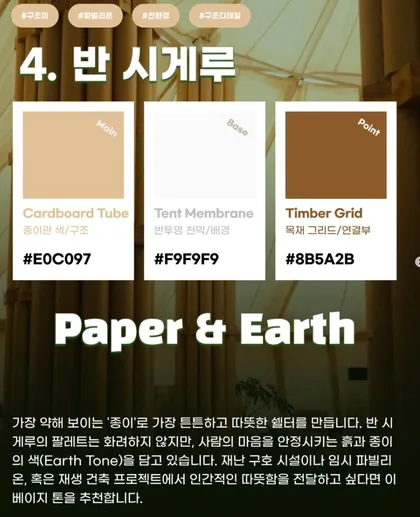 #구조미 #파빌리온 #친환경 #구조디테일
4. 반 시게루
Main
Base
Point
Cardboard Tube
종이관 색/구조
#E0C097
Tent Membrane
반투명 천막/배경
#F9F9F9
Timber Grid
목재 그리드/연결부
#8B5A2B
Paper & Earth
가장 약해 보이는 '종이'로 가장 튼튼하고 따뜻한 쉘터를 만듭니다. 반 시
게루의 팔레트는 화려하지 않지만, 사람의 마음을 안정시키는 흙과 종이
의 색(Earth Tone)을 담고 있습니다. 재난 구호 시설이나 임시 파빌리
온, 혹은 재생 건축 프로젝트에서 인간적인 따뜻함을 전달하고 싶다면 이
베이지 톤을 추천합니다.